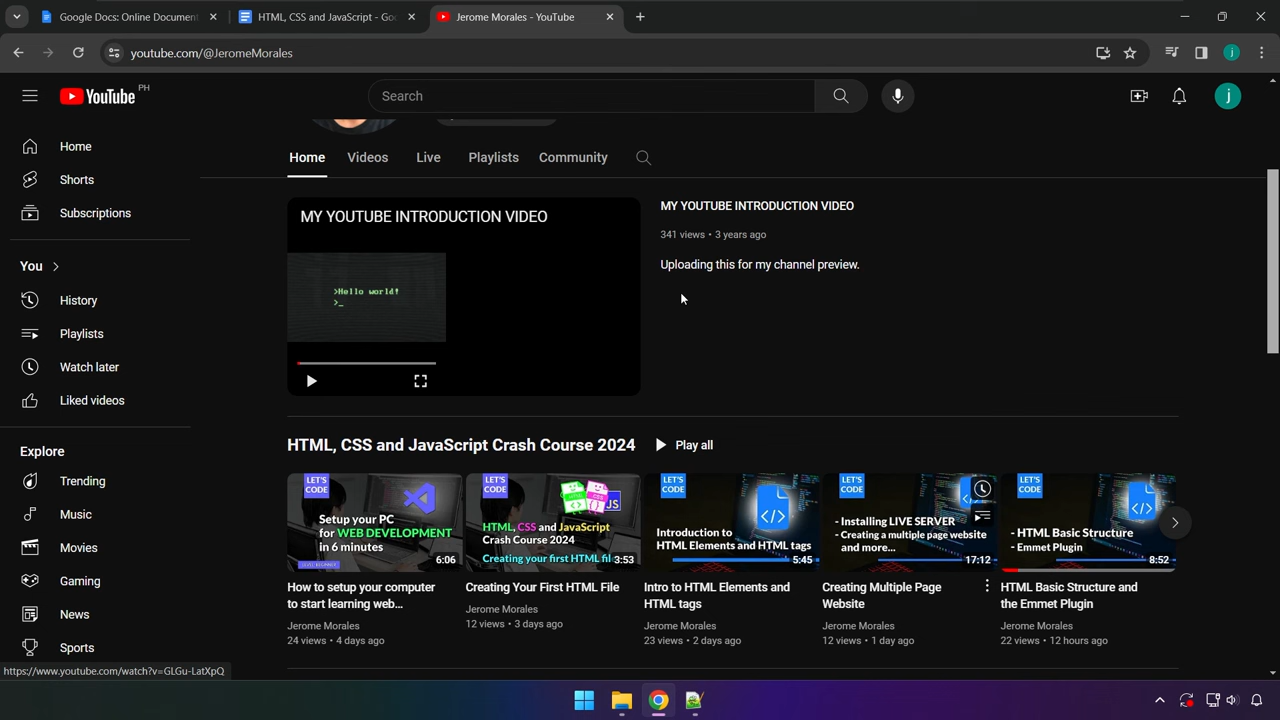 Google Docs: Online Document
HTML, CSS and JavaScript - Goo
Jerome Morales - YouTube
youtube.com/@JeromeMorales
j
YouTube
PH
Search
j
Home
Shorts
Subscriptions
You
History
Playlists
Watch later
Liked videos
Explore
Trending
Music
Movies
Gaming
News
Sports
Home
Videos
Live
Playlists
Community
MY YOUTUBE INTRODUCTION VIDEO
>Hello world!
>_
MY YOUTUBE INTRODUCTION VIDEO
341 views • 3 years ago
Uploading this for my channel preview.
HTML, CSS and JavaScript Crash Course 2024
Play all
LET'S
CODE
Setup your PC
for WEB DEVELOPMENT
in 6 minutes
6:06
How to setup your computer
to start learning web...
Jerome Morales
24 views • 4 days ago
LET'S
CODE
HTML, CSS and JavaScript
Crash Course 2024
Creating your first HTML fil
3:53
Creating Your First HTML File
Jerome Morales
12 views • 3 days ago
LET'S
CODE
Introduction to
HTML Elements and HTML tags
5:45
Intro to HTML Elements and
HTML tags
Jerome Morales
23 views • 2 days ago
LET'S
CODE
- Installing LIVE SERVER
- Creating a multiple page website
and more...
17:12
Creating Multiple Page
Website
Jerome Morales
12 views • 1 day ago
LET'S
CODE
- HTML Basic Structure
- Emmet Plugin
8:52
HTML Basic Structure and
the Emmet Plugin
Jerome Morales
22 views • 12 hours ago
https://www.youtube.com/watch?v=GLGu-LatXpQ